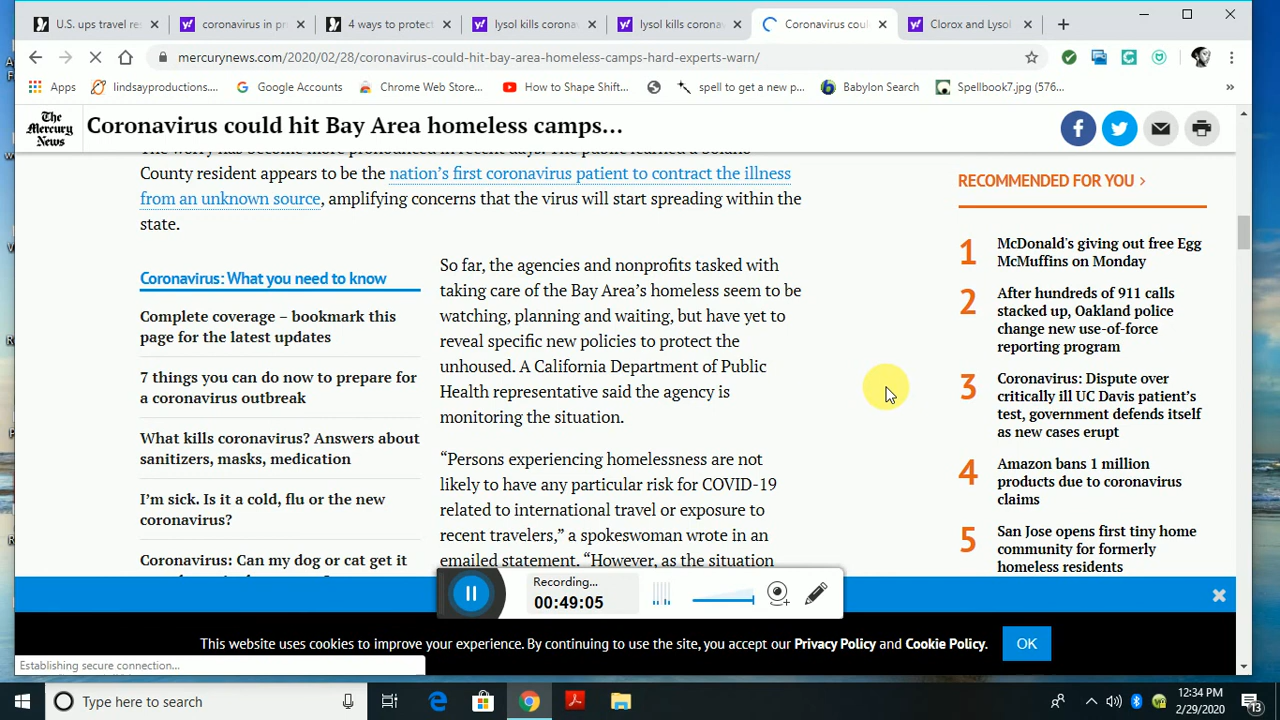 U.S. ups travel res
coronavirus in pr
4 ways to protect
lysol kills corona
lysol kills corona
Coronavirus coul
Clorox and Lysol
mercurynews.com/2020/02/28/coronavirus-could-hit-bay-area-homeless-camps-hard-experts-warn/
Apps
lindsayproductions....
Google Account5
Chrome Web Store...
How to Shape Shift...
spell to get a new p...
Babylon Search
Spellbook7.jpg (576...
»
The Mercury News
Coronavirus could hit Bay Area homeless camps...
County resident appears to be the nation's first coronavirus patient to contract the illness
from an unknown source, amplifying concerns that the virus will start spreading within the
state.
Coronavirus: What you need to know
Complete coverage – bookmark this
page for the latest updates
7 things you can do now to prepare for
a coronavirus outbreak
What kills coronavirus? Answers about
sanitizers, masks, medication
I'm sick. Is it a cold, flu or the new
coronavirus?
Coronavirus: Can my dog or cat get it
So far, the agencies and nonprofits tasked with
taking care of the Bay Area's homeless seem to be
watching, planning and waiting, but have yet to
reveal specific new policies to protect the
unhoused. A California Department of Public
Health representative said the agency is
monitoring the situation.
“Persons experiencing homelessness are not
likely to have any particular risk for COVID-19
related to international travel or exposure to
recent travelers,” a spokeswoman wrote in an
emailed statement. “However, as the situation
RECOMMENDED FOR YOU >
1 McDonald's giving out free Egg
McMuffins on Monday
2 After hundreds of 911 calls
stacked up, Oakland police
change new use-of-force
reporting program
3 Coronavirus: Dispute over
critically ill UC Davis patient's
test, government defends itself
as new cases erupt
4 Amazon bans 1 million
products due to coronavirus
claims
5 San Jose opens first tiny home
community for formerly
homeless residents
Recording...
00:49:05
This website uses cookies to improve your experience. By continuing to use the site, you accept our Privacy Policy and Cookie Policy.
OK
Establishing secure connection...
Type here to search
12:34 PM
2/29/2020
13